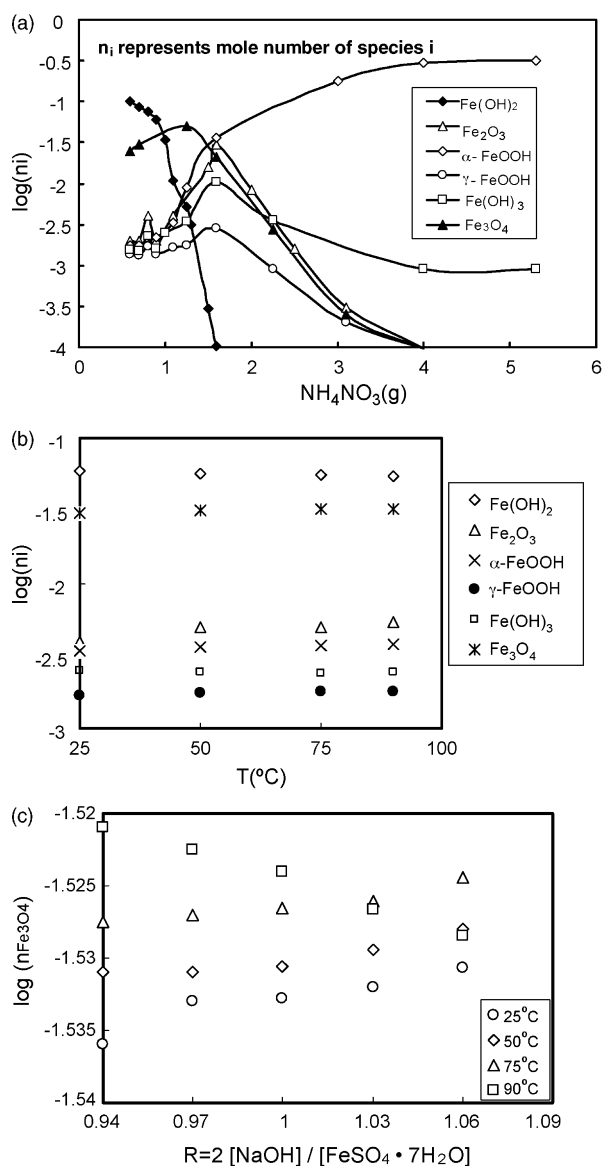 (a)
n_i represents mole number of species i
0
-0.5
-1
-1.5
-2
-2.5
-3
-3.5
-4
log(ni)
Fe(OH)₂
Fe₂O₃
α- FeOOH
γ- FeOOH
Fe(OH)₃
Fe₃O₄
0 1 2 3 4 5 6
NH₄NO₃(g)
(b)
-1
-1.5
-2
-2.5
-3
log(ni)
Fe(OH)₂
Fe₂O₃
α-FeOOH
γ-FeOOH
Fe(OH)₃
Fe₃O₄
25 50 75 100
T(ºC)
(c)
-1.52
-1.525
-1.53
-1.535
-1.54
log (nFe3O4)
25°C
50°C
75°C
90°C
0.94 0.97 1 1.03 1.06 1.09
R=2 [NaOH] / [FeSO₄ • 7H₂O]